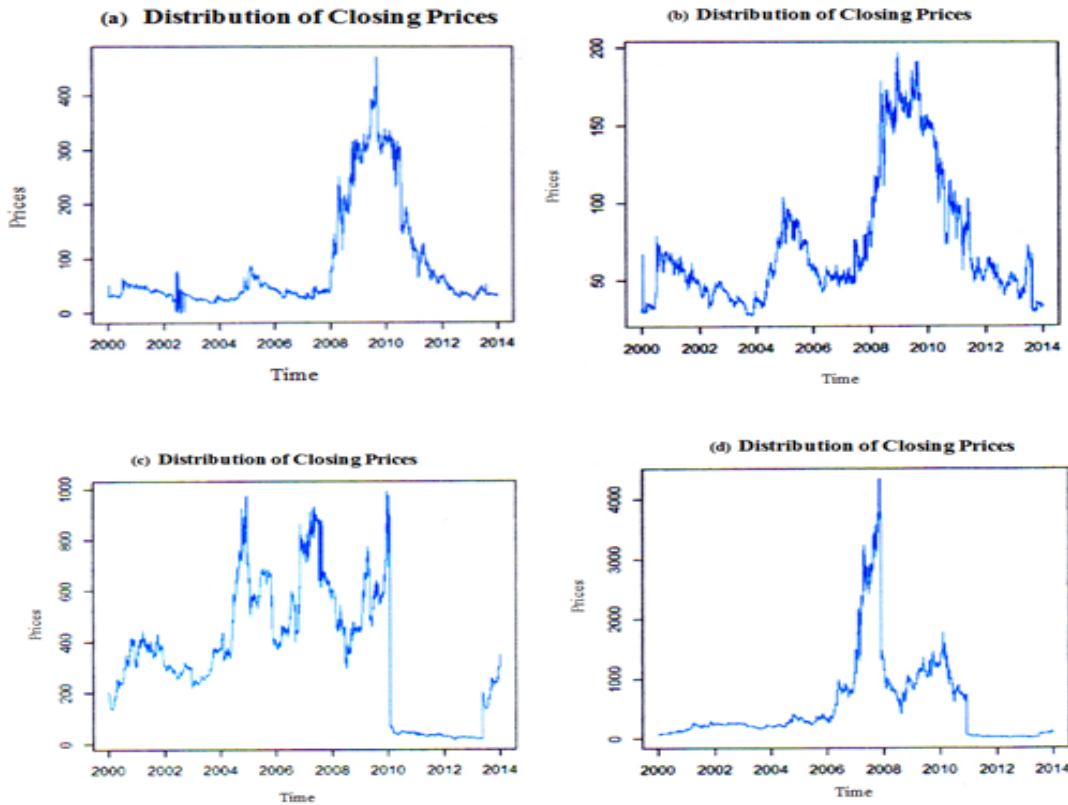 (a) Distribution of Closing Prices
Prices
400
300
200
100
0
2000 2002 2004 2006 2008 2010 2012 2014
Time
(b) Distribution of Closing Prices
Prices
200
150
100
50
2000 2002 2004 2006 2008 2010 2012 2014
Time
(c) Distribution of Closing Prices
Prices
1000
800
600
400
200
0
2000 2002 2004 2006 2008 2010 2012 2014
Time
(d) Distribution of Closing Prices
Prices
4000
3000
2000
1000
0
2000 2002 2004 2006 2008 2010 2012 2014
Time